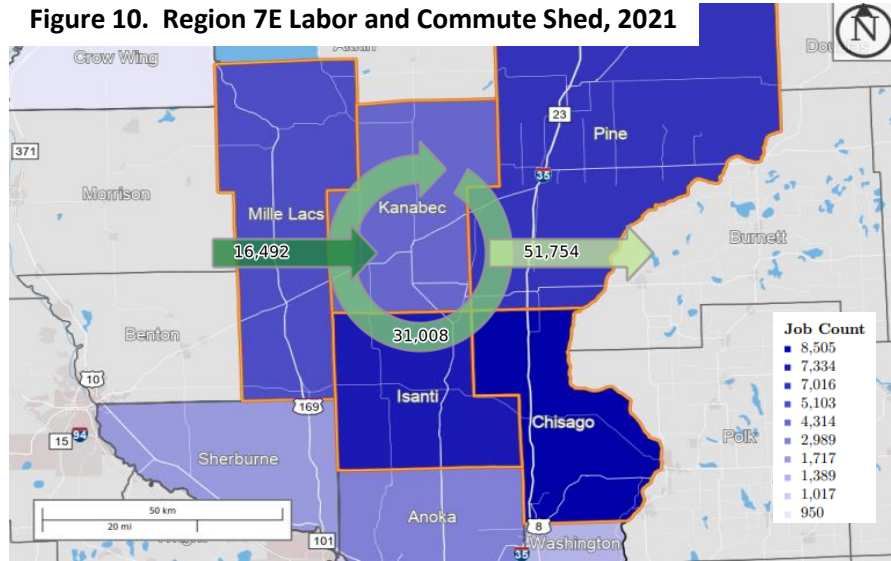 Figure 10. Region 7E Labor and Commute Shed, 2021
N
Crow Wing
23
Pine
371
35
Morrison
Mille Lacs
Kanabec
Burnett
16,492
51,754
Benton
31,008
Job Count
8,505
7,334
7,016
5,103
4,314
2,989
1,717
1,389
1,017
950
10
169
Isanti
Chisago
15
94
Sherburne
Polk
50 km
20 mi
Anoka
8
Washington
101
35